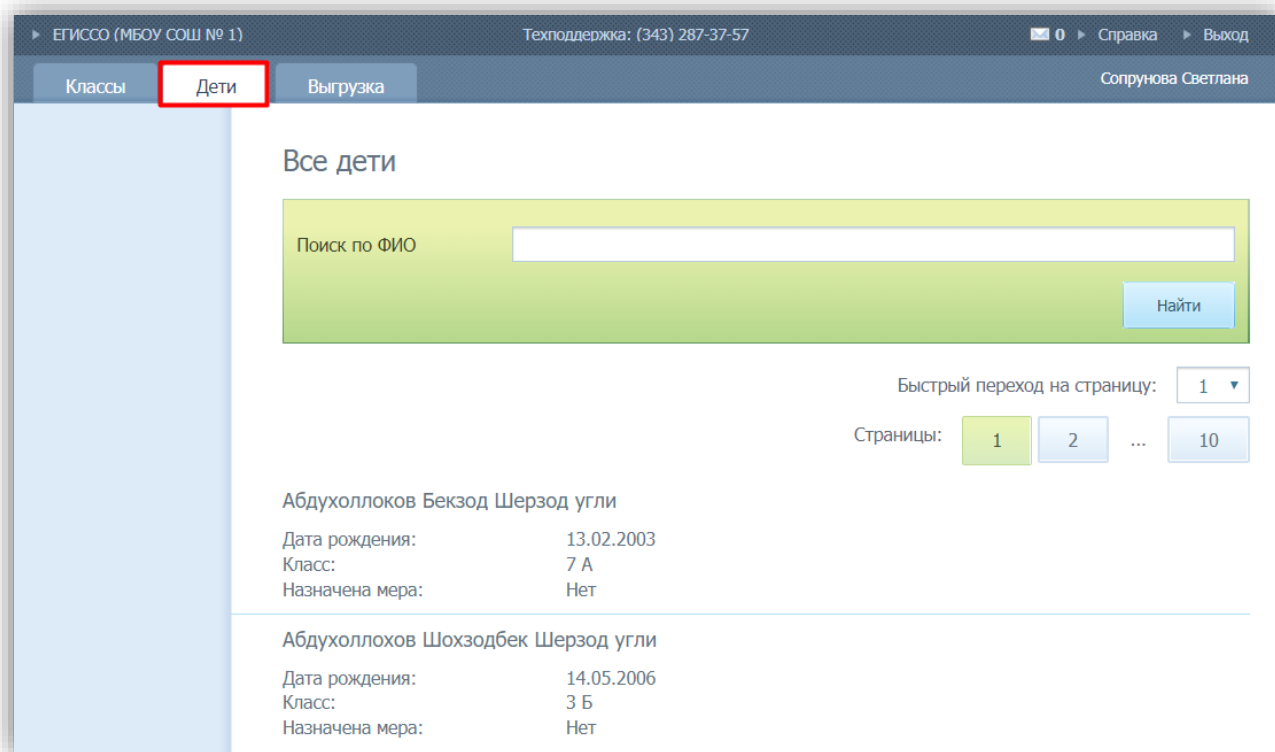 ЕГИССО (МБОУ СОШ № 1) Техподдержка: (343) 287-37-57 0 Справка Выход
Классы Дети Выгрузка Сопрунова Светлана
Все дети
Поиск по ФИО
Найти
Быстрый переход на страницу: 1
Страницы: 1 2 ... 10
Абдухоллоков Бекзод Шерзод угли
Дата рождения: 13.02.2003
Класс: 7 А
Назначена мера: Нет
Абдухоллохов Шохзодбек Шерзод угли
Дата рождения: 14.05.2006
Класс: 3 Б
Назначена мера: Нет